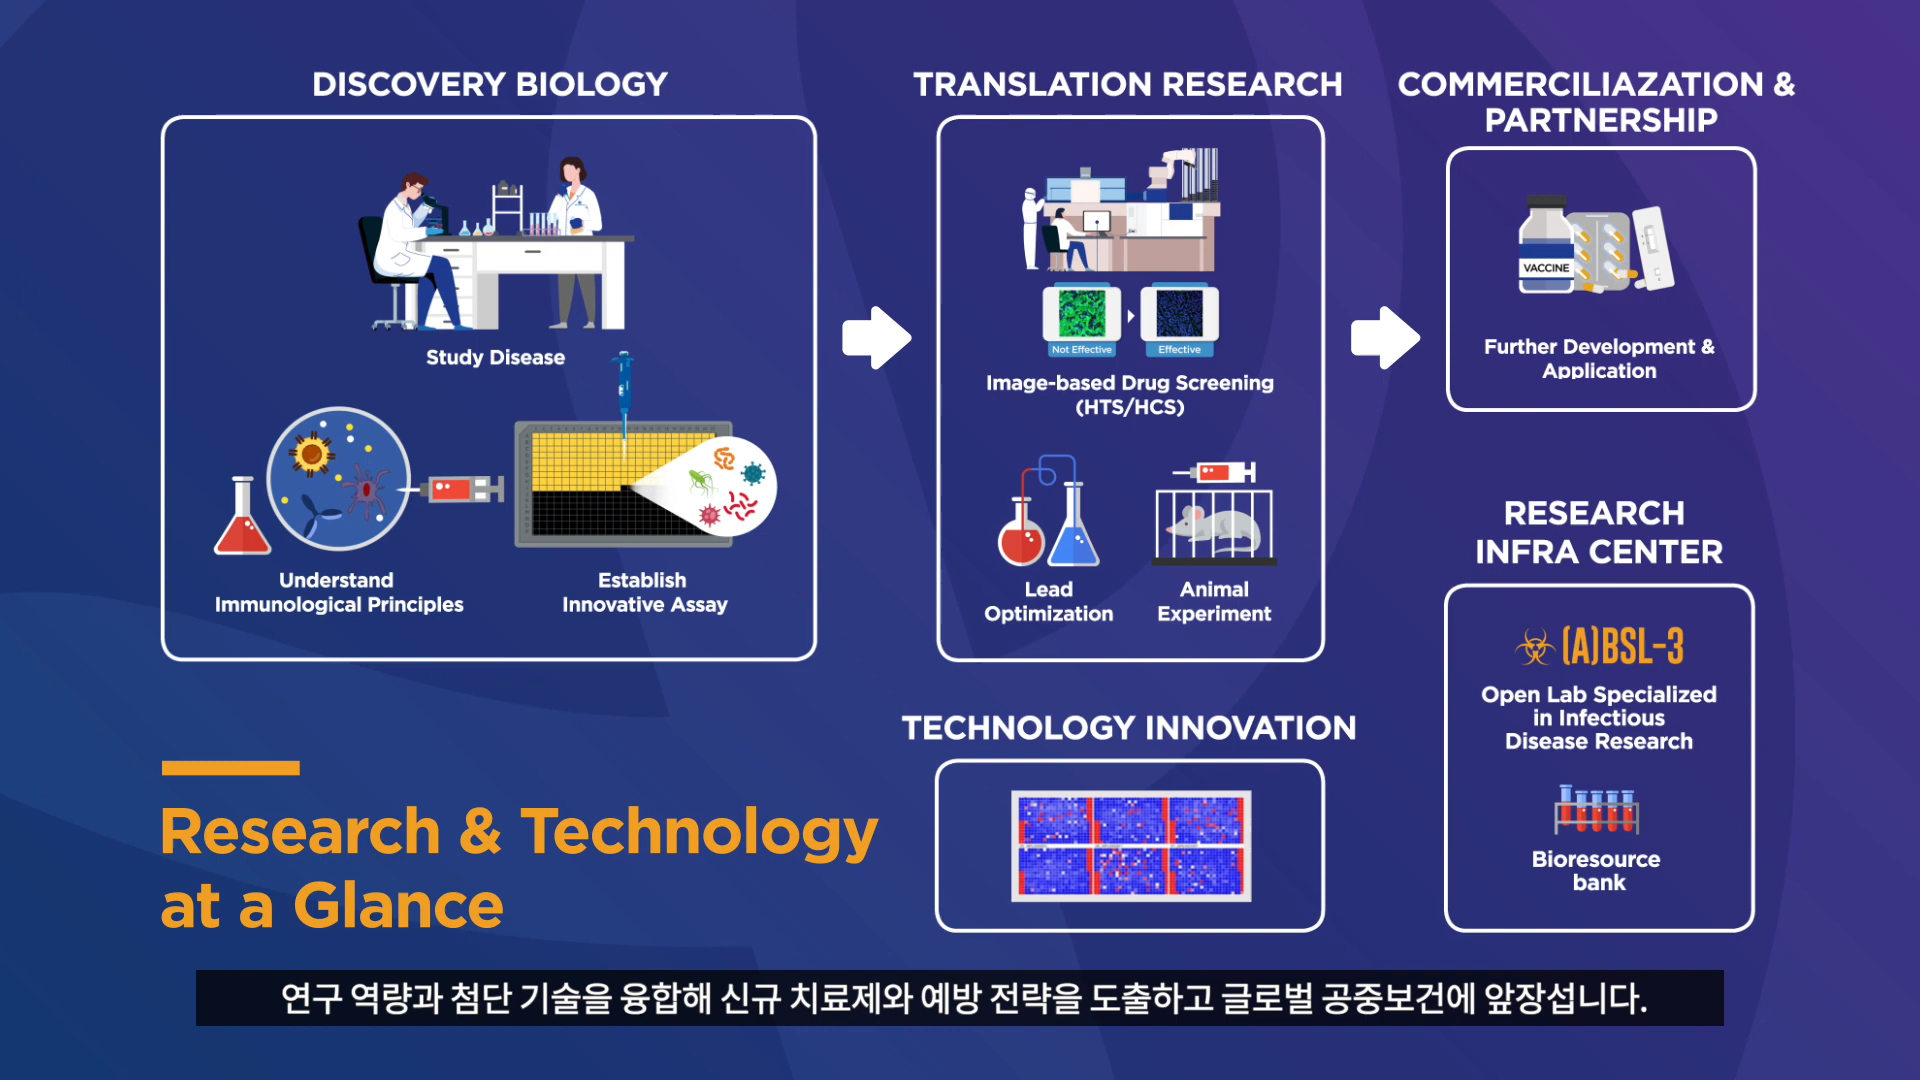 DISCOVERY BIOLOGY
Study Disease
Understand
Immunological Principles
Establish
Innovative Assay
TRANSLATION RESEARCH
Not Effective
Effective
Image-based Drug Screening
(HTS/HCS)
Lead
Optimization
Animal
Experiment
COMMERCILIAZATION &
PARTNERSHIP
VACCINE
Further Development &
Application
TECHNOLOGY INNOVATION
RESEARCH
INFRA CENTER
(A)BSL-3
Open Lab Specialized
in Infectious
Disease Research
Bioresource
bank
Research & Technology
at a Glance
연구 역량과 첨단 기술을 융합해 신규 치료제와 예방 전략을 도출하고 글로벌 공중보건에 앞장섭니다.